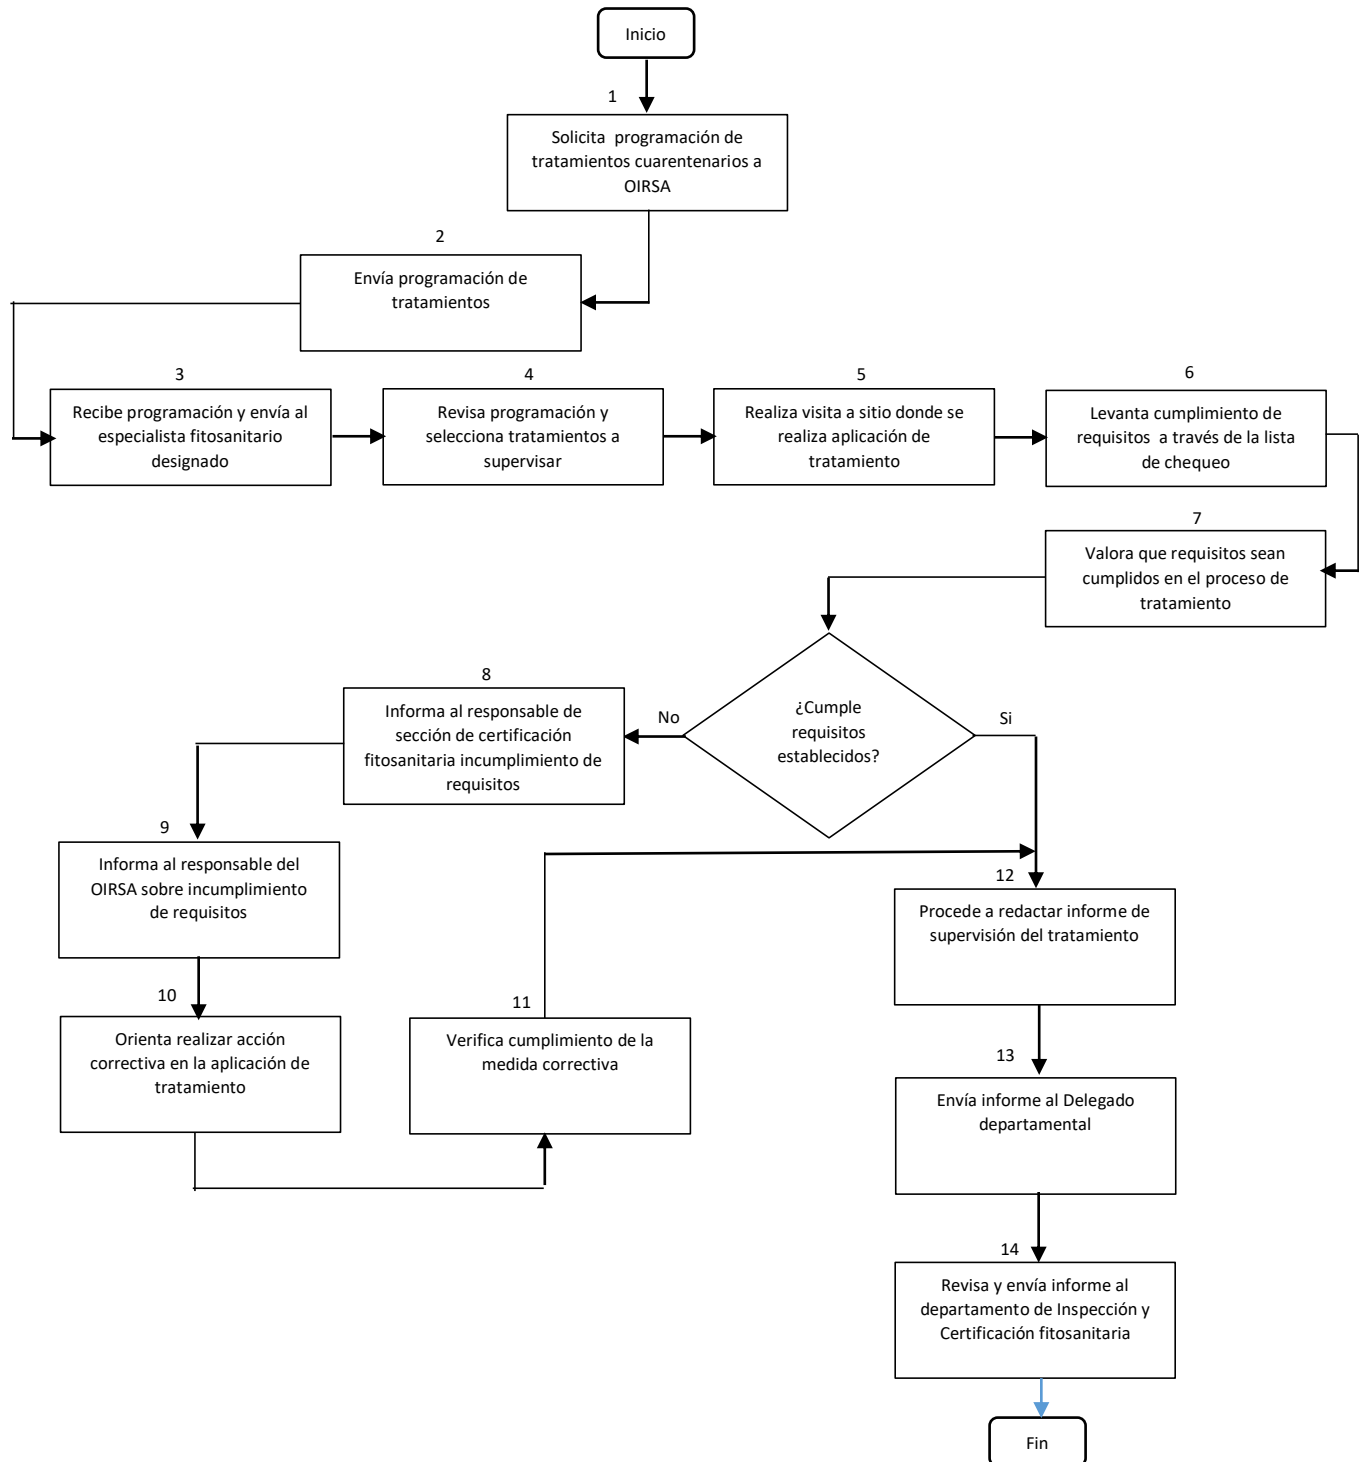 Inicio
1
Solicita programación de
tratamientos cuarentenarios a
OIRSA
2
Envía programación de
tratamientos
3
Recibe programación y envía al
especialista fitosanitario
designado
4
Revisa programación y
selecciona tratamientos a
supervisar
5
Realiza visita a sitio donde se
realiza aplicación de
tratamiento
6
Levanta cumplimiento de
requisitos a través de la lista
de chequeo
7
Valora que requisitos sean
cumplidos en el proceso de
tratamiento
¿Cumple
requisitos
establecidos?
No
Si
8
Informa al responsable de
sección de certificación
fitosanitaria incumplimiento de
requisitos
9
Informa al responsable del
OIRSA sobre incumplimiento
de requisitos
10
Orienta realizar acción
correctiva en la aplicación de
tratamiento
11
Verifica cumplimiento de la
medida correctiva
12
Procede a redactar informe de
supervisión del tratamiento
13
Envía informe al Delegado
departamental
14
Revisa y envía informe al
departamento de Inspección y
Certificación fitosanitaria
Fin